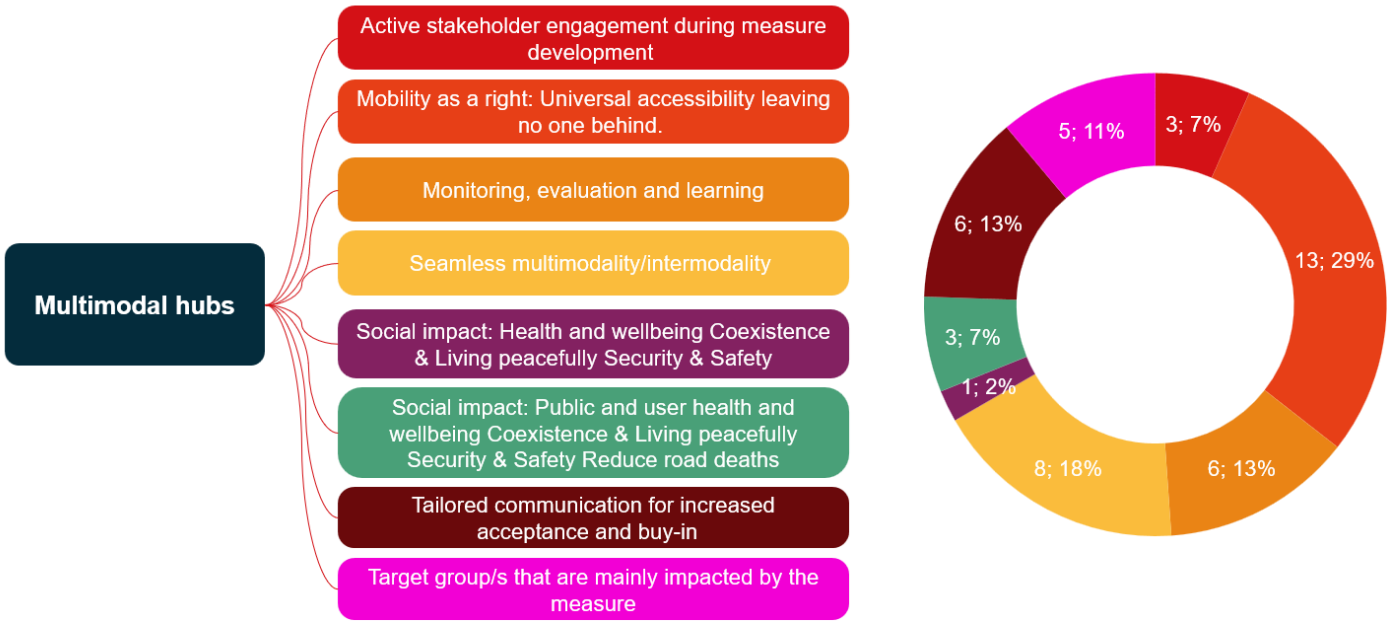 Active stakeholder engagement during measure
development
Mobility as a right: Universal accessibility leaving
no one behind.
Monitoring, evaluation and learning
Seamless multimodality/intermodality
Multimodal hubs
Social impact: Health and wellbeing Coexistence
& Living peacefully Security & Safety
Social impact: Public and user health and
wellbeing Coexistence & Living peacefully
Security & Safety Reduce road deaths
Tailored communication for increased
acceptance and buy-in
Target group/s that are mainly impacted by the
measure
3; 7%
13; 29%
6; 13%
8; 18%
1; 2%
3; 7%
6; 13%
5; 11%